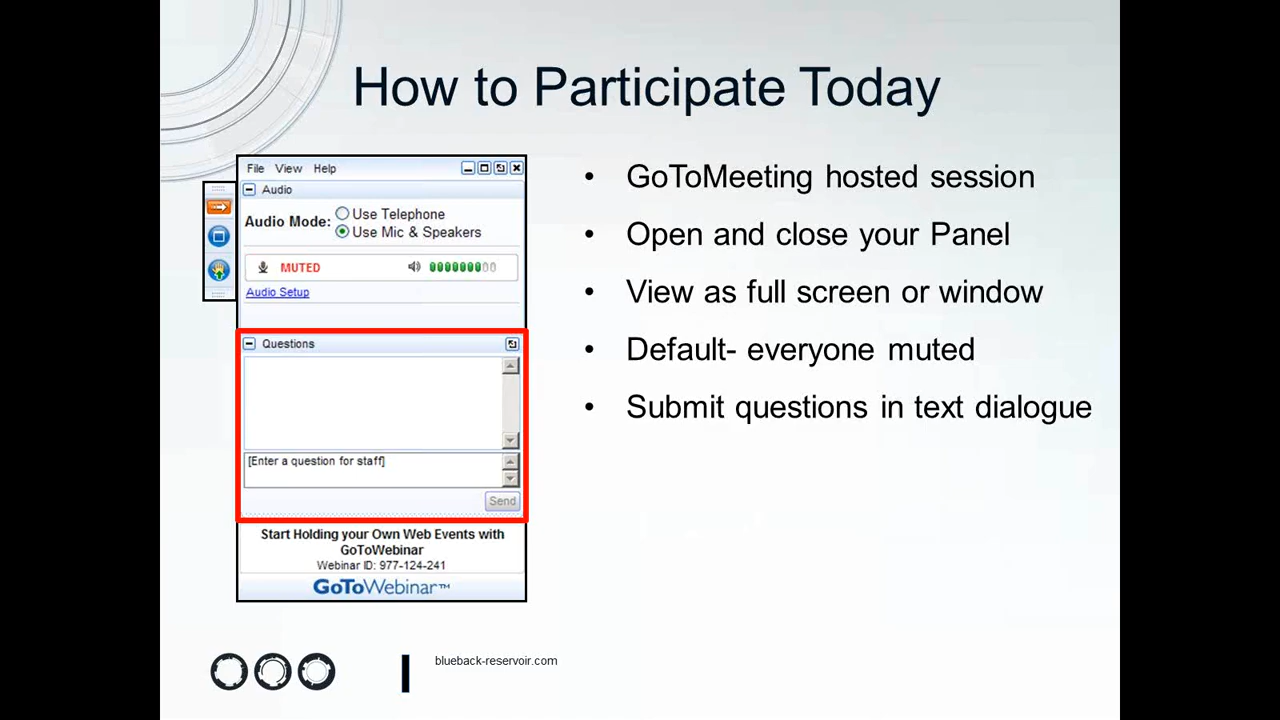 How to Participate Today
File View Help
Audio
Audio Mode: Use Telephone
Use Mic & Speakers
MUTED
Audio Setup
Questions
[Enter a question for staff]
Send
Start Holding your Own Web Events with
GoToWebinar
Webinar ID: 977-124-241
GoToWebinar™
• GoToMeeting hosted session
• Open and close your Panel
• View as full screen or window
• Default- everyone muted
• Submit questions in text dialogue
blueback-reservoir.com